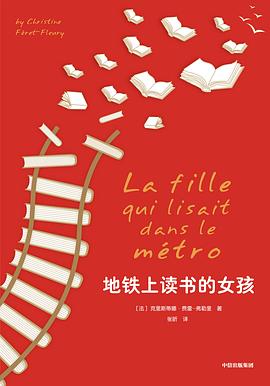 by Christine
Féret-Fleury
La fille
qui lisait
dans le
métro
地铁上读书的女孩
［法］克里斯蒂娜·费雷-弗勒里 著
张昕 译
中信出版集团